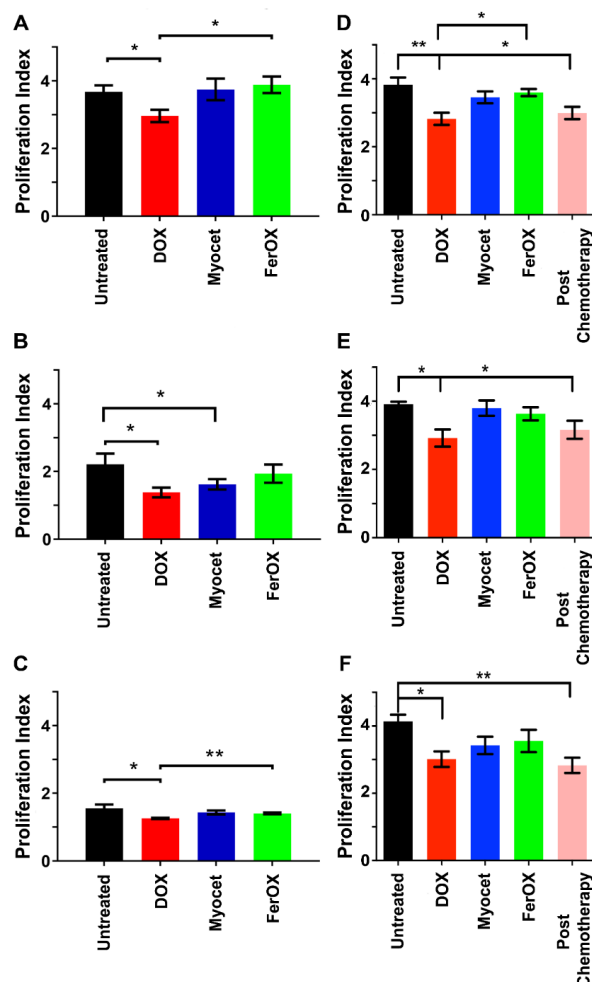 A
Proliferation Index
4
2
0
*
*
Untreated
DOX
Myocet
FerOX
B
Proliferation Index
4
2
0
*
*
Untreated
DOX
Myocet
FerOX
C
Proliferation Index
4
2
0
*
**
Untreated
DOX
Myocet
FerOX
D
Proliferation Index
4
2
0
*
**
*
Untreated
DOX
Myocet
FerOX
Post
Chemotherapy
E
Proliferation Index
4
2
0
*
*
Untreated
DOX
Myocet
FerOX
Post
Chemotherapy
F
Proliferation Index
4
2
0
**
*
Untreated
DOX
Myocet
FerOX
Post
Chemotherapy